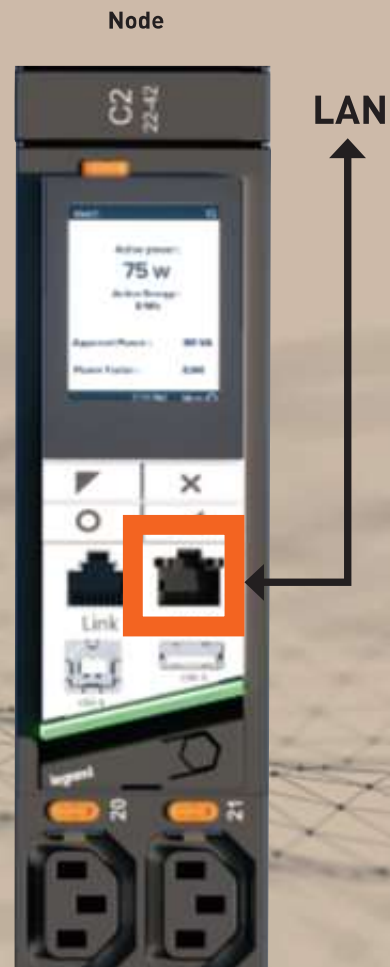 Node
C2
22-42
LAN
Active power:
75 w
Active Energy:
Apparent Power:
Power Factor:
Link
legrand
20
21